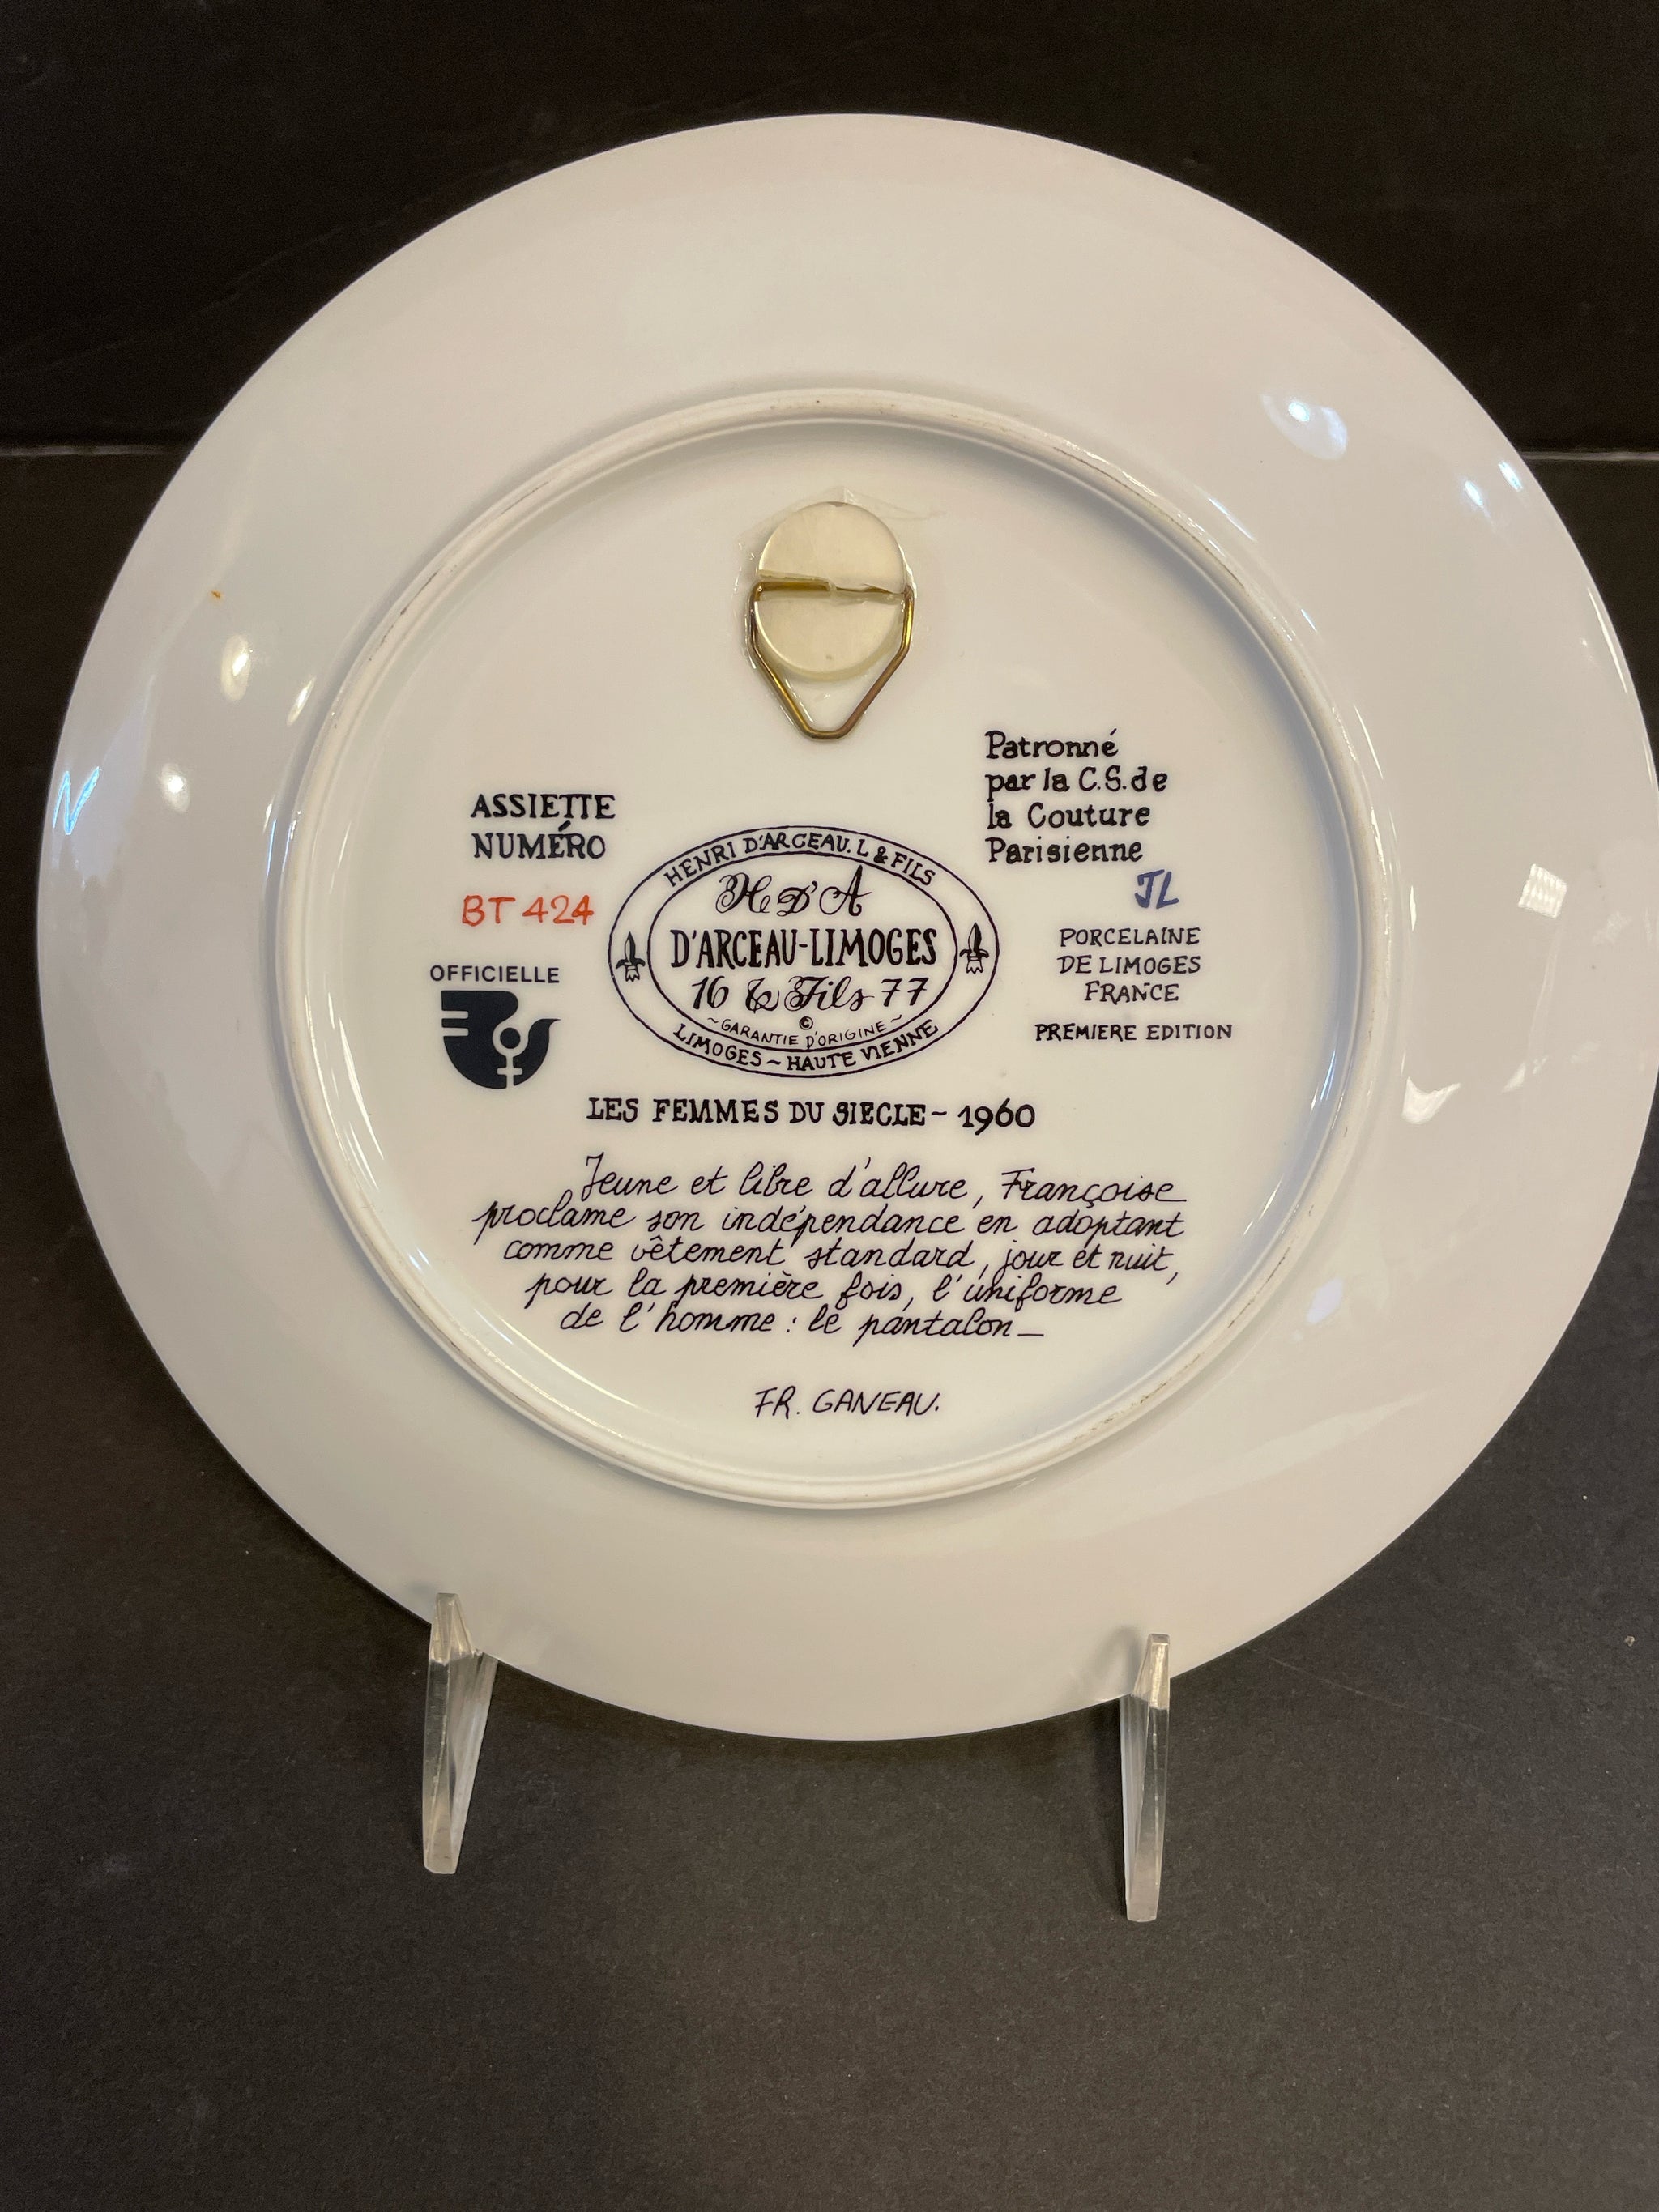 Patronné
par la C.S. de
la Couture
Parisienne
JL
ASSIETTE
NUMÉRO
BT 424
OFFICIELLE
HENRI D'ARCEAU. L & FILS
H D'A
D'ARCEAU-LIMOGES
16 & Fils 77
©
~GARANTIE D'ORIGINE~
LIMOGES ~ HAUTE VIENNE
PORCELAINE
DE LIMOGES
FRANCE
PREMIERE EDITION
LES FEMMES DU SIECLE ~ 1960
Jeune et libre d'allure, Françoise
proclame son indépendance en adoptant
comme vêtement standard, jour et nuit,
pour la première fois, l'uniforme
de l'homme : le pantalon _
FR. GANEAU.